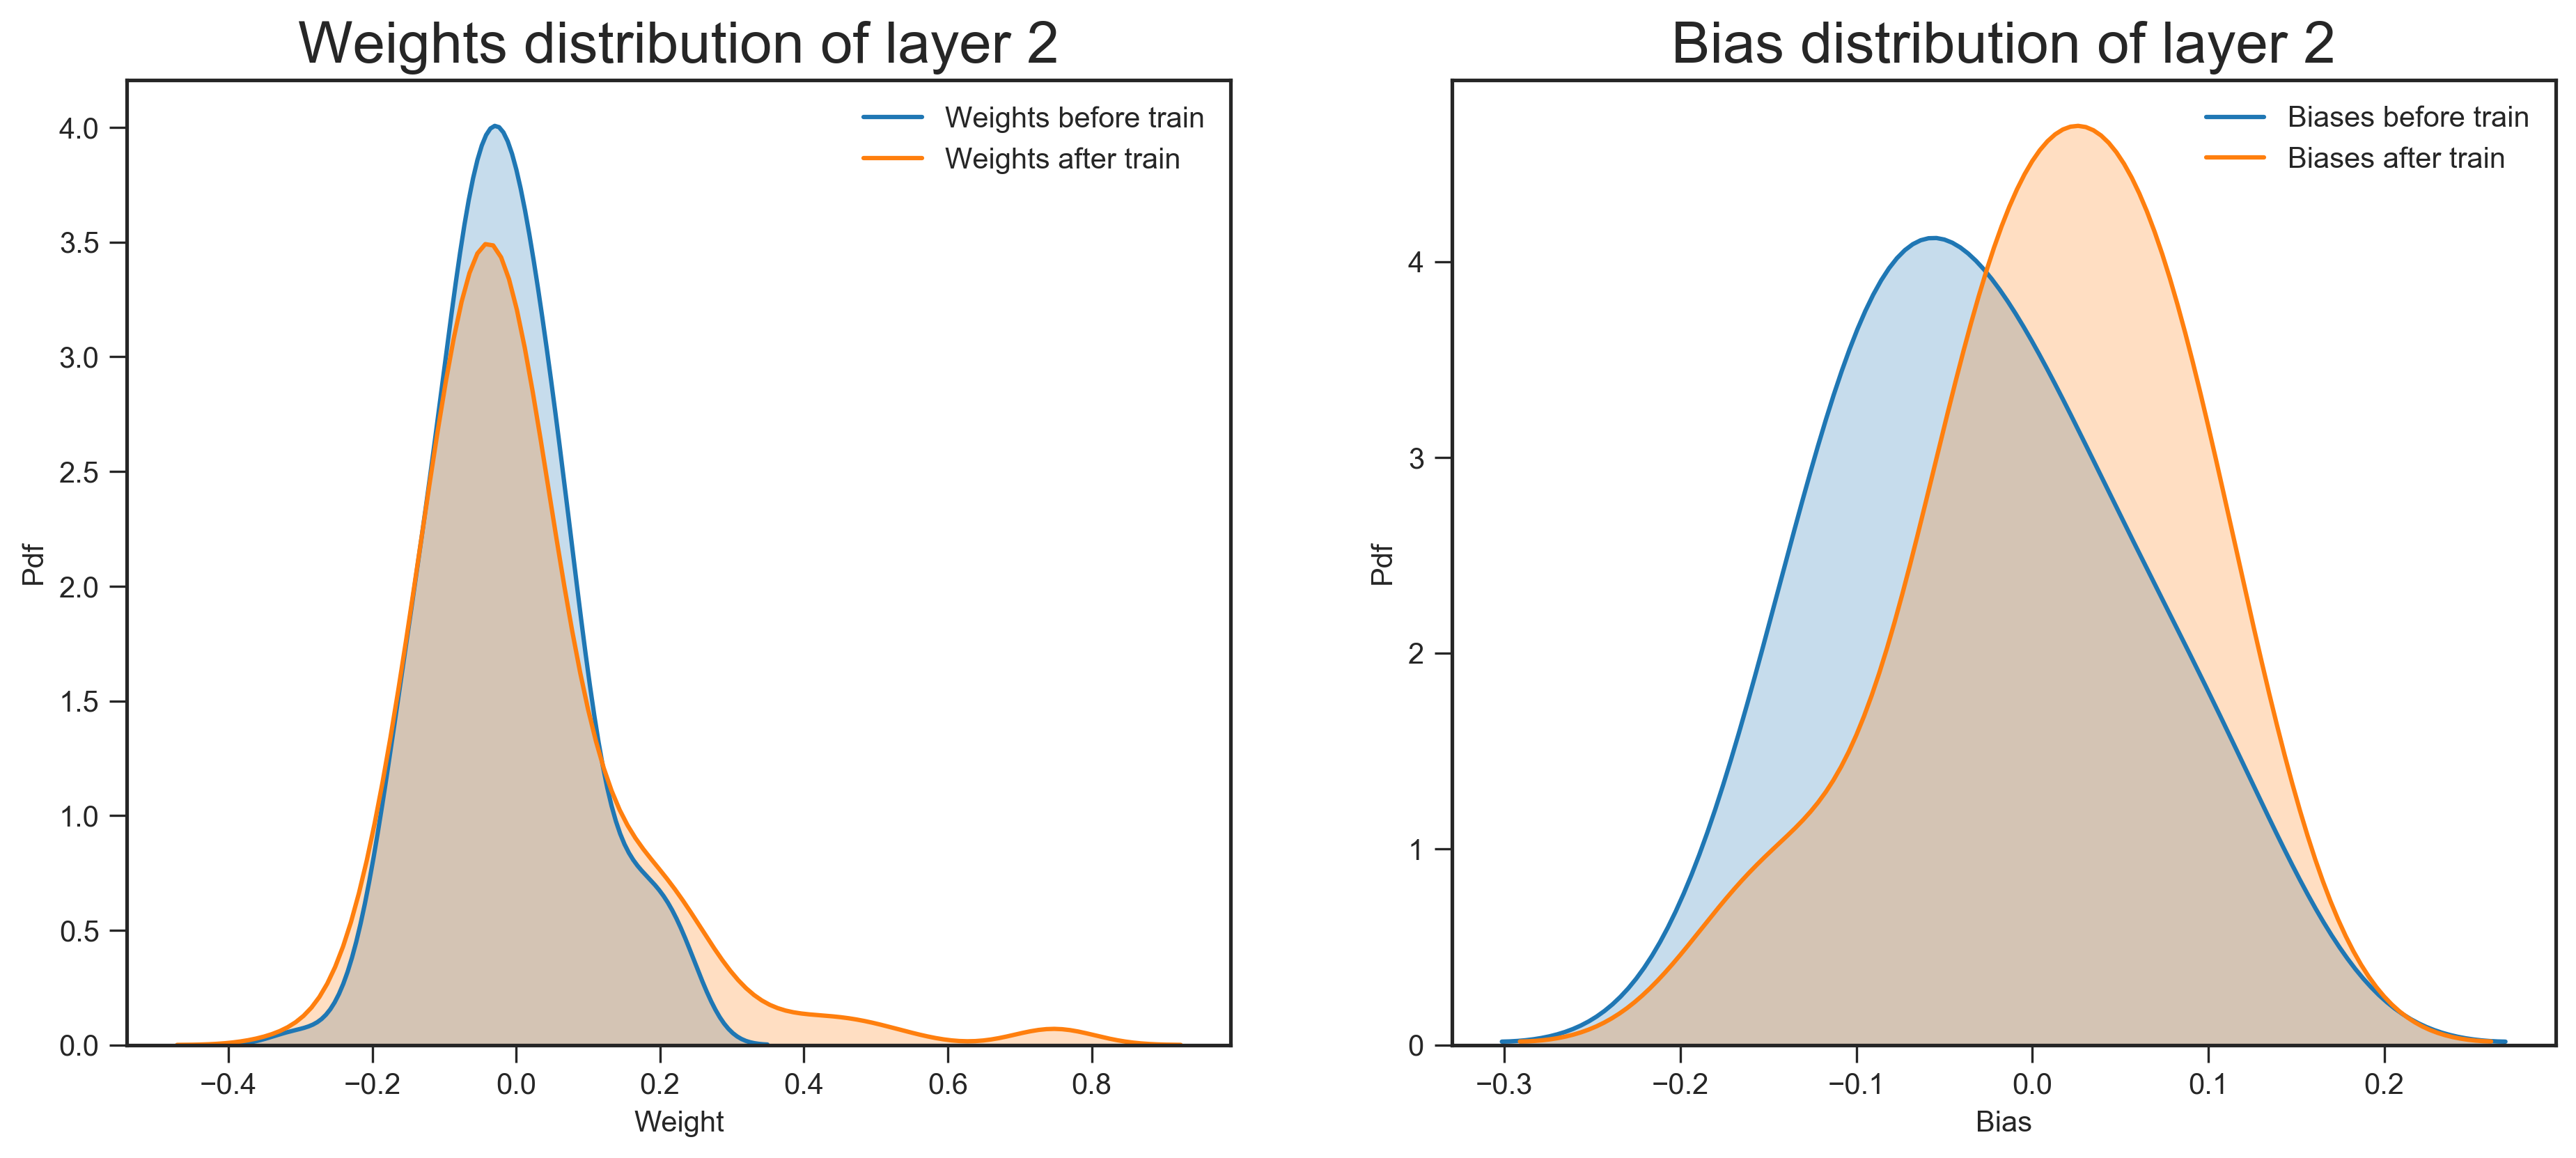 Weights distribution of layer 2
Weights before train
Weights after train
4.0
3.5
3.0
2.5
2.0
1.5
1.0
0.5
0.0
Pdf
−0.4 −0.2 0.0 0.2 0.4 0.6 0.8
Weight
Bias distribution of layer 2
Biases before train
Biases after train
4
3
2
1
0
Pdf
−0.3 −0.2 −0.1 0.0 0.1 0.2
Bias